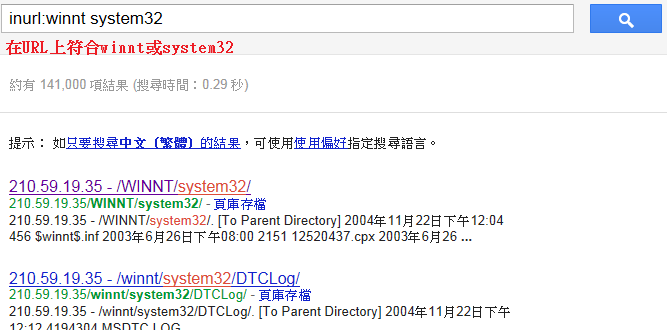 inurl:winnt system32
在URL上符合winnt或system32
約有 141,000 項結果 (搜尋時間：0.29 秒)
提示： 如只要搜尋中文〔繁體〕的結果，可使用使用偏好指定搜尋語言。
210.59.19.35 - /WINNT/system32/
210.59.19.35/WINNT/system32/ - 頁庫存檔
210.59.19.35 - /WINNT/system32/. [To Parent Directory] 2004年11月22日下午12:04
456 $winnt$.inf 2003年6月26日下午08:00 2151 12520437.cpx 2003年6月26 ...
210.59.19.35 - /winnt/system32/DTCLog/
210.59.19.35/winnt/system32/DTCLog/ - 頁庫存檔
210.59.19.35 - /winnt/system32/DTCLog/. [To Parent Directory] 2004年11月22日下午
12:12 4194304 MSDTC.LOG